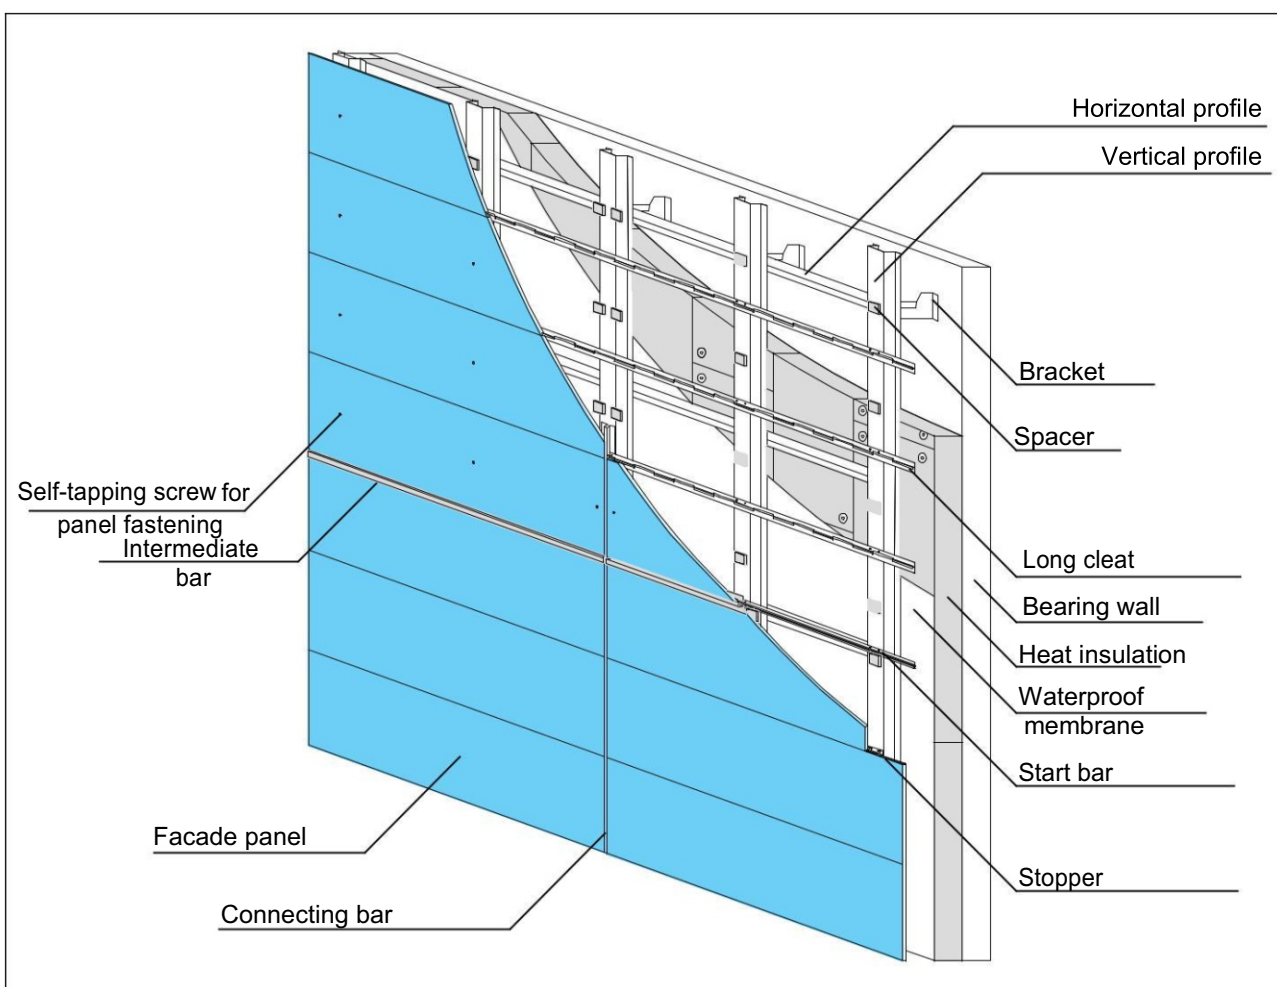 Horizontal profile
Vertical profile
Bracket
Spacer
Self-tapping screw for
panel fastening
Intermediate
bar
Long cleat
Bearing wall
Heat insulation
Waterproof
membrane
Start bar
Facade panel
Stopper
Connecting bar